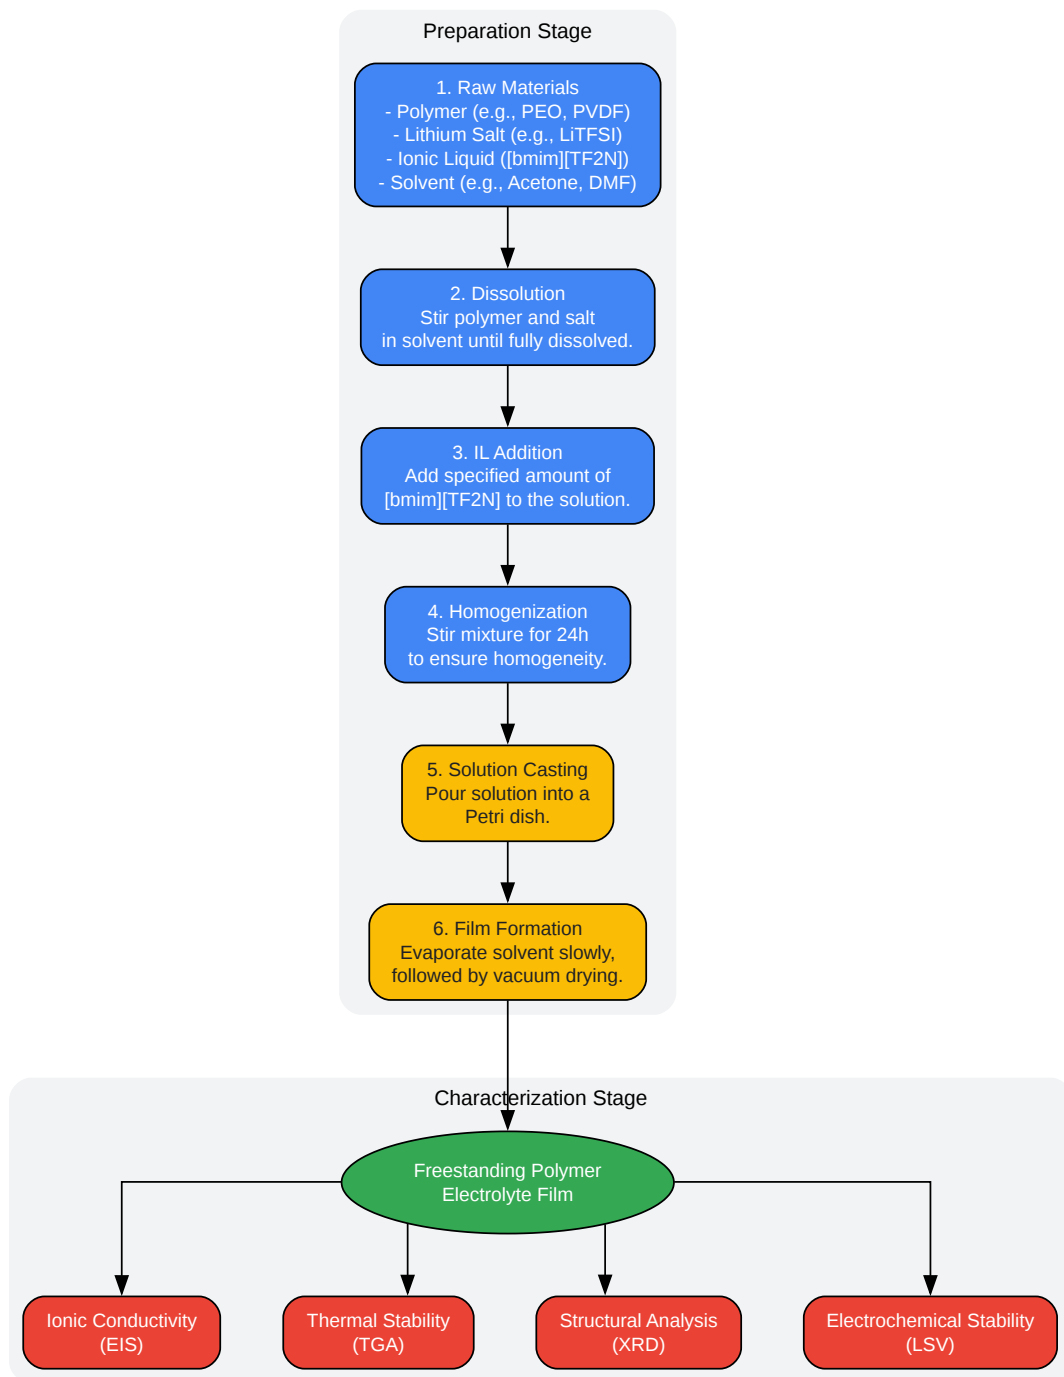 Preparation Stage
1. Raw Materials
- Polymer (e.g., PEO, PVDF)
- Lithium Salt (e.g., LiTFSI)
- Ionic Liquid ([bmim][TF2N])
- Solvent (e.g., Acetone, DMF)
2. Dissolution
Stir polymer and salt
in solvent until fully dissolved.
3. IL Addition
Add specified amount of
[bmim][TF2N] to the solution.
4. Homogenization
Stir mixture for 24h
to ensure homogeneity.
5. Solution Casting
Pour solution into a
Petri dish.
6. Film Formation
Evaporate solvent slowly,
followed by vacuum drying.
Characterization Stage
Freestanding Polymer
Electrolyte Film
Ionic Conductivity
(EIS)
Thermal Stability
(TGA)
Structural Analysis
(XRD)
Electrochemical Stability
(LSV)